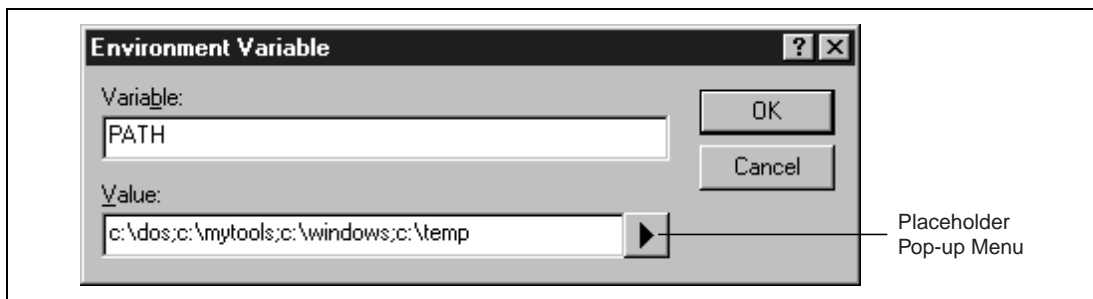 Environment Variable
Variable:
PATH
OK
Cancel
Value:
c:\dos;c:\mytools;c:\windows;c:\temp
Placeholder
Pop-up Menu